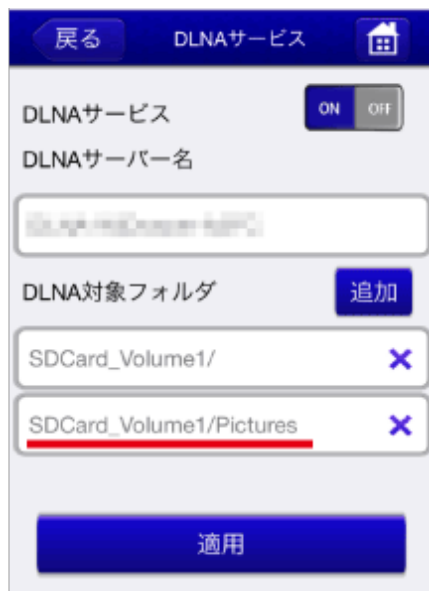 戻る DLNAサービス
DLNAサービス ON OFF
DLNAサーバー名
DLNA対象フォルダ 追加
SDCard_Volume1/
SDCard_Volume1/Pictures
適用